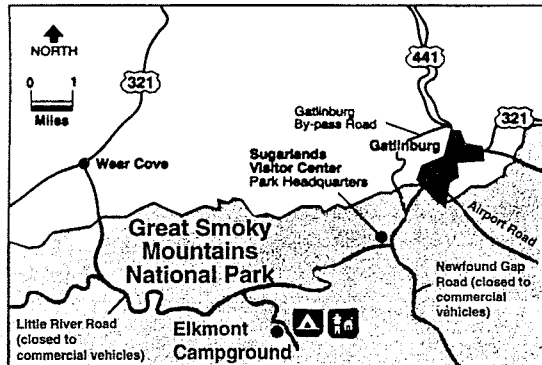 NORTH
0 1
Miles
321
441
321
Gatlinburg
By-pass Road
Gatlinburg
Wear Cove
Sugarlands
Visitor Center
Park Headquarters
Airport Road
Great Smoky
Mountains
National Park
Newfound Gap
Road (closed to
commercial
vehicles)
Little River Road
(closed to
commercial vehicles)
Elkmont
Campground